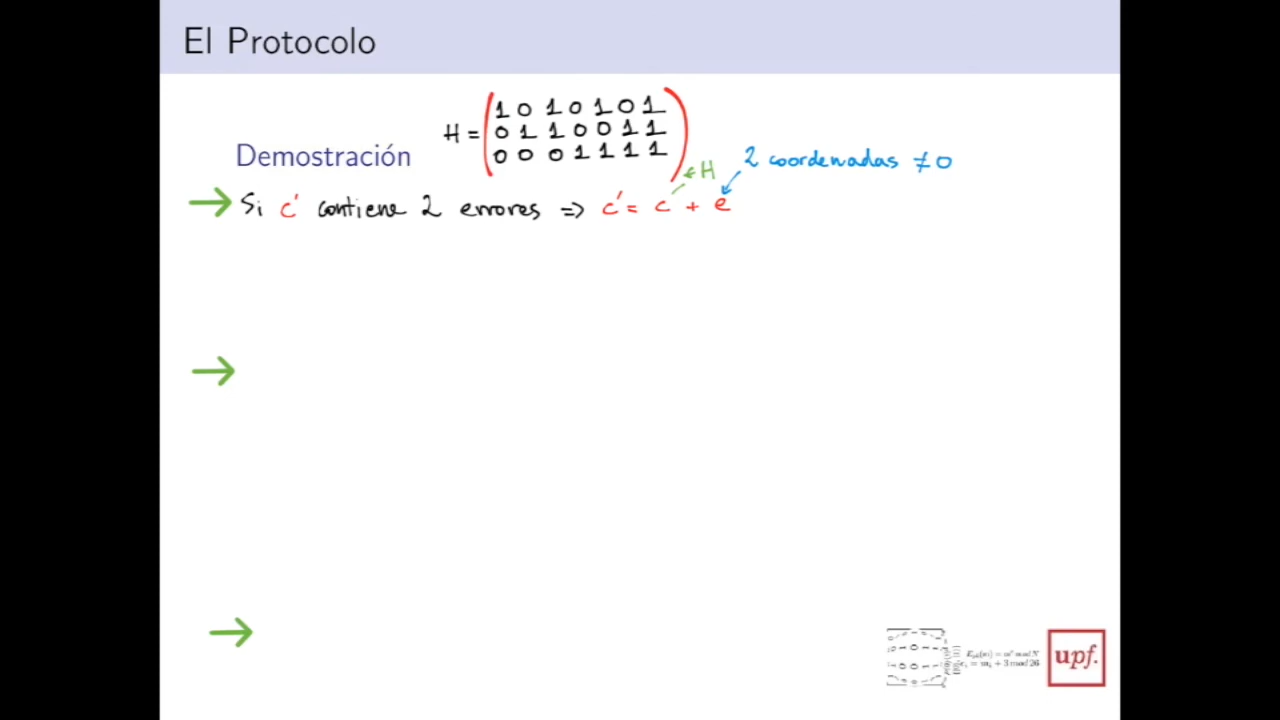 El Protocolo
Demostración
H = (1 0 1 0 1 0 1
0 1 1 0 0 1 1
0 0 0 1 1 1 1)
← H
2 coordenadas ≠ 0
→ Si c' contiene 2 errores ⇒ c' = c + e
→
→
upf.